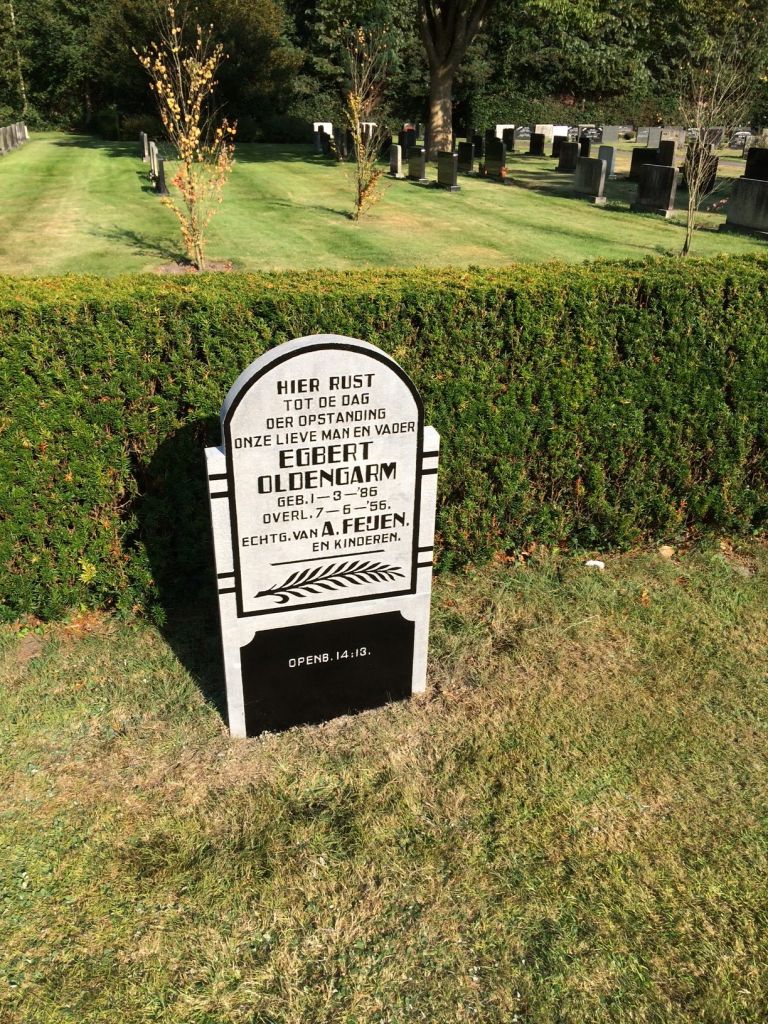 HIER RUST
TOT DE DAG
DER OPSTANDING
ONZE LIEVE MAN EN VADER
EGBERT
OLDENGARM
GEB. 1-3-'86
OVERL. 7-6-'56.
ECHTG. VAN A. FEIJEN.
EN KINDEREN.
OPENB. 14:13.